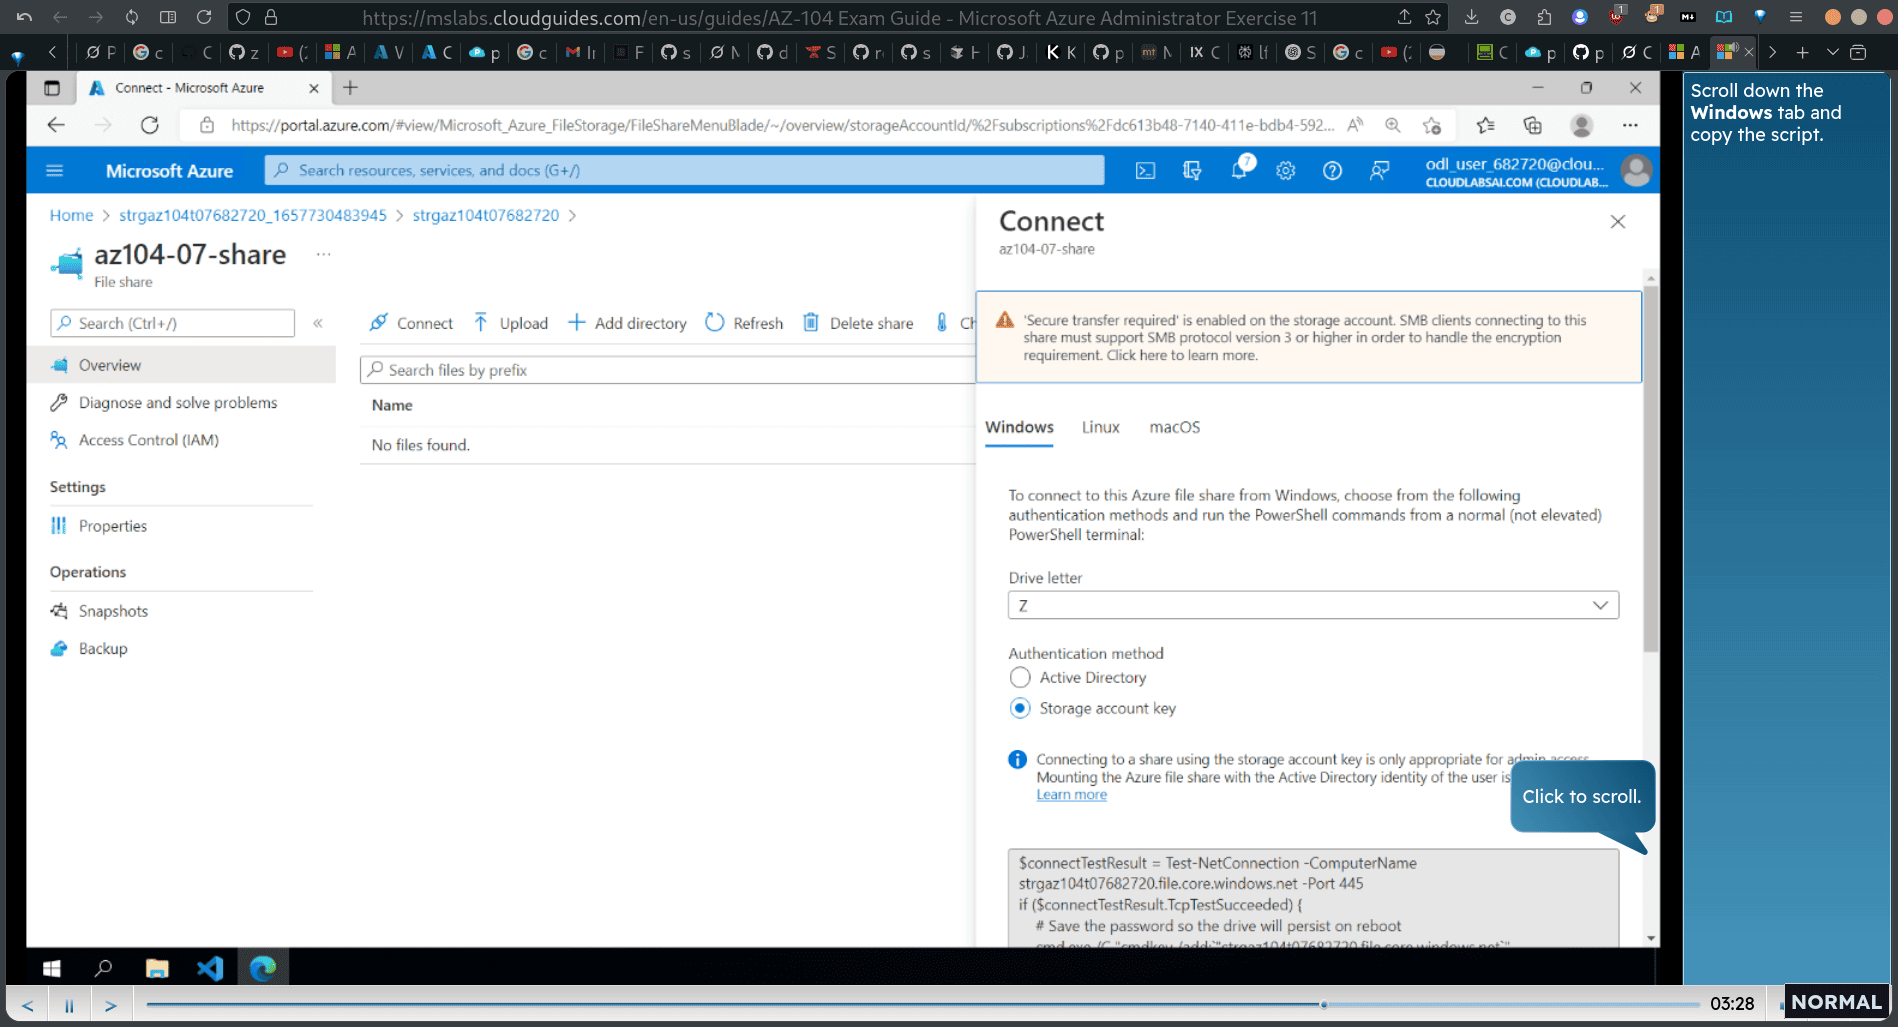 https://mslabs.cloudguides.com/en-us/guides/AZ-104 Exam Guide - Microsoft Azure Administrator Exercise 11
Connect - Microsoft Azure
https://portal.azure.com/#view/Microsoft_Azure_FileStorage/FileShareMenuBlade/~/overview/storageAccountId/%2Fsubscriptions%2Fdc613b48-7140-411e-bdb4-592...
Microsoft Azure
Search resources, services, and docs (G+/)
7
odl_user_682720@clou...
CLOUDLABSAI.COM (CLOUDLAB...
Home > strgaz104t07682720_1657730483945 > strgaz104t07682720 >
az104-07-share ...
File share
Search (Ctrl+/)
«
Overview
Diagnose and solve problems
Access Control (IAM)
Settings
Properties
Operations
Snapshots
Backup
Connect
Upload
Add directory
Refresh
Delete share
Ch
Search files by prefix
Name
No files found.
Connect
az104-07-share
'Secure transfer required' is enabled on the storage account. SMB clients connecting to this
share must support SMB protocol version 3 or higher in order to handle the encryption
requirement. Click here to learn more.
Windows
Linux
macOS
To connect to this Azure file share from Windows, choose from the following
authentication methods and run the PowerShell commands from a normal (not elevated)
PowerShell terminal:
Drive letter
Z
Authentication method
Active Directory
Storage account key
Connecting to a share using the storage account key is only appropriate for admin access.
Mounting the Azure file share with the Active Directory identity of the user is
Learn more
Click to scroll.
$connectTestResult = Test-NetConnection -ComputerName
strgaz104t07682720.file.core.windows.net -Port 445
if ($connectTestResult.TcpTestSucceeded) {
# Save the password so the drive will persist on reboot
cmd.exe /C "cmdkey /add:`"strgaz104t07682720.file.core.windows.net`"
Scroll down the
Windows tab and
copy the script.
03:28
NORMAL